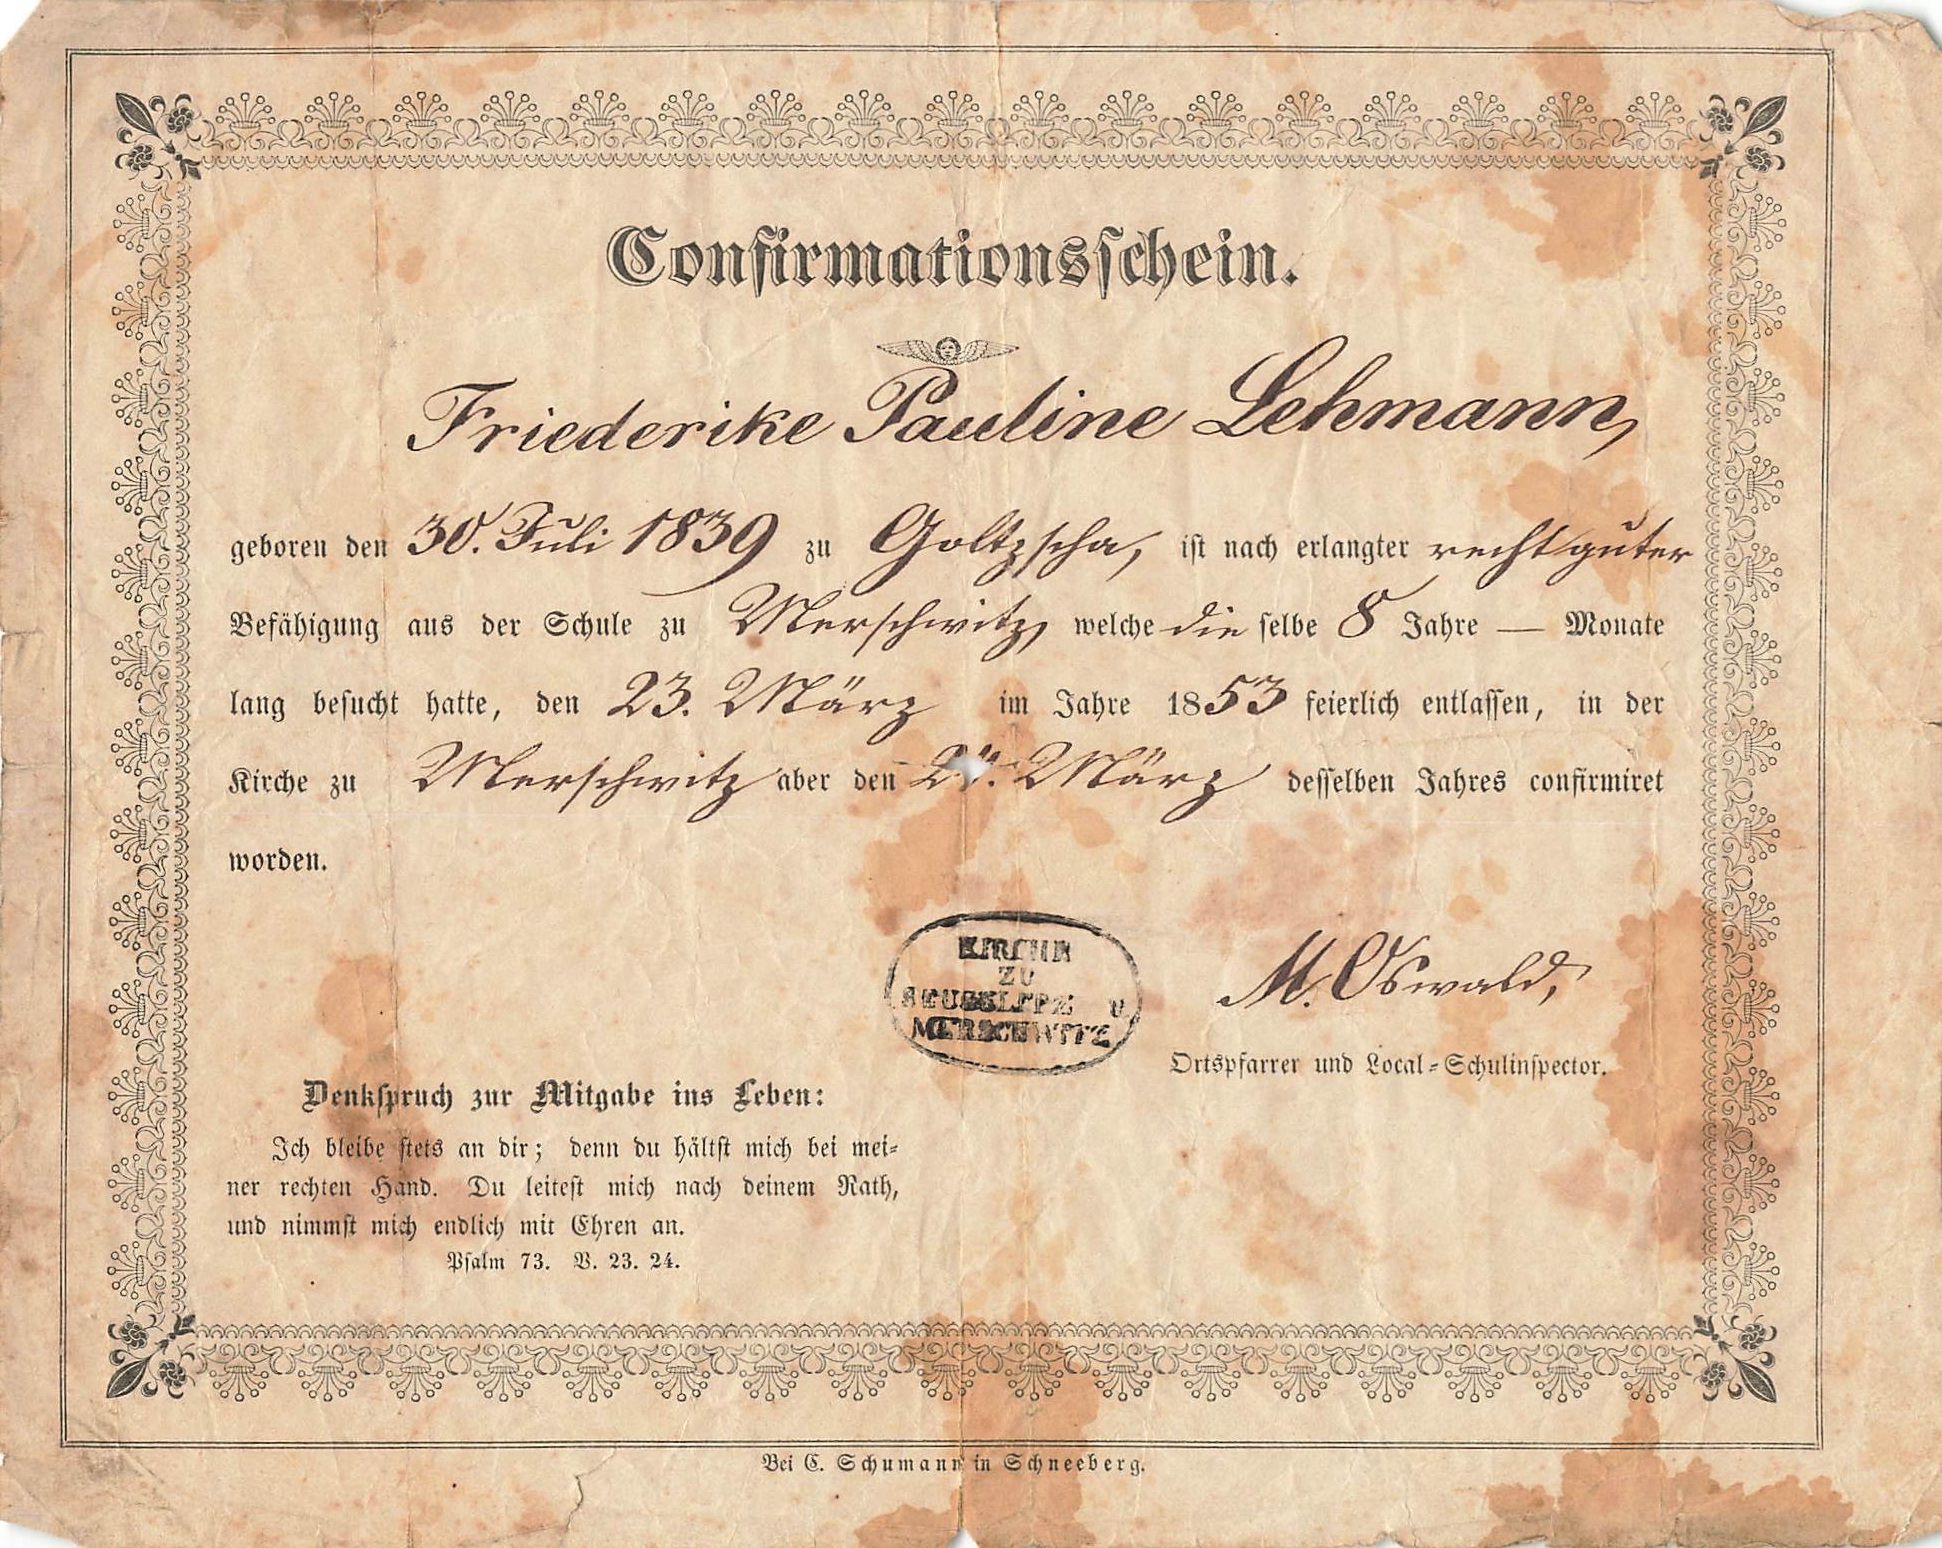 Confirmationsschein.
Friederike Pauline Lehmann,
geboren den 30. Juli 1839 zu Goltzscha, ist nach erlangter recht guter
Befähigung aus der Schule zu Merschwitz, welche dieselbe 8 Jahre — Monate
lang besucht hatte, den 23. März im Jahre 1853 feierlich entlassen, in der
Kirche zu Merschwitz aber den März desselben Jahres confirmiret
worden.
KIRCHE
ZU
SEUSSLITZ U
MERSCHWITZ
M. Oswald,
Ortspfarrer und Local-Schulinspector.
Denkspruch zur Mitgabe ins Leben:
Ich bleibe stets an dir; denn du hältst mich bei mei-
ner rechten Hand. Du leitest mich nach deinem Rath,
und nimmst mich endlich mit Ehren an.
Psalm 73. V. 23. 24.
Bei C. Schumann in Schneeberg.